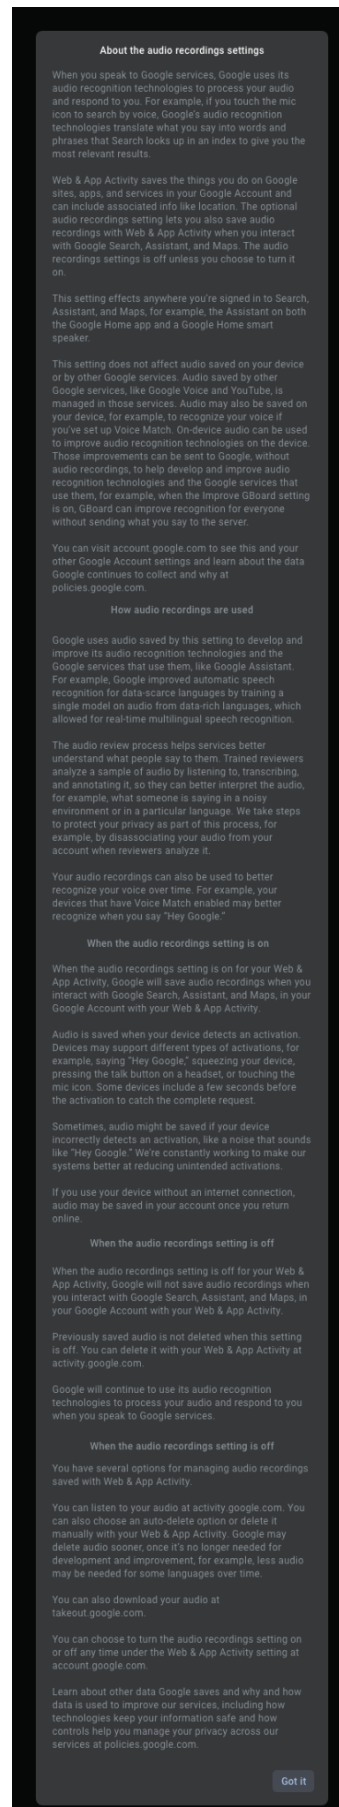 About the audio recordings settings
When you speak to Google services, Google uses its
audio recognition technologies to process your audio
and respond to you. For example, if you touch the mic
icon to search by voice, Google's audio recognition
technologies translate what you say into words and
phrases that Search looks up in an index to give you the
most relevant results.
Web & App Activity saves the things you do on Google
sites, apps, and services in your Google Account and
can include associated info like location. The optional
audio recordings setting lets you also save audio
recordings with Web & App Activity when you interact
with Google Search, Assistant, and Maps. The audio
recordings settings is off unless you choose to turn it
on.
This setting effects anywhere you're signed in to Search,
Assistant, and Maps, for example, the Assistant on both
the Google Home app and a Google Home smart
speaker.
This setting does not affect audio saved on your device
or by other Google services. Audio saved by other
Google services, like Google Voice and YouTube, is
managed in those services. Audio may also be saved on
your device, for example, to recognize your voice if
you've set up Voice Match. On-device audio can be used
to improve audio recognition technologies on the device.
Those improvements can be sent to Google, without
audio recordings, to help develop and improve audio
recognition technologies and the Google services that
use them, for example, when the Improve GBoard setting
is on, GBoard can improve recognition for everyone
without sending what you say to the server.
You can visit account.google.com to see this and your
other Google Account settings and learn about the data
Google continues to collect and why at
policies.google.com.
How audio recordings are used
Google uses audio saved by this setting to develop and
improve its audio recognition technologies and the
Google services that use them, like Google Assistant.
For example, Google improved automatic speech
recognition for data-scarce languages by training a
single model on audio from data-rich languages, which
allowed for real-time multilingual speech recognition.
The audio review process helps services better
understand what people say to them. Trained reviewers
analyze a sample of audio by listening to, transcribing,
and annotating it, so they can better interpret the audio,
for example, what someone is saying in a noisy
environment or in a particular language. We take steps
to protect your privacy as part of this process, for
example, by disassociating your audio from your
account when reviewers analyze it.
Your audio recordings can also be used to better
recognize your voice over time. For example, your
devices that have Voice Match enabled may better
recognize when you say “Hey Google.”
When the audio recordings setting is on
When the audio recordings setting is on for your Web &
App Activity, Google will save audio recordings when you
interact with Google Search, Assistant, and Maps, in your
Google Account with your Web & App Activity.
Audio is saved when your device detects an activation.
Devices may support different types of activations, for
example, saying “Hey Google,” squeezing your device,
pressing the talk button on a headset, or touching the
mic icon. Some devices include a few seconds before
the activation to catch the complete request.
Sometimes, audio might be saved if your device
incorrectly detects an activation, like a noise that sounds
like “Hey Google.” We're constantly working to make our
systems better at reducing unintended activations.
If you use your device without an internet connection,
audio may be saved in your account once you return
online.
When the audio recordings setting is off
When the audio recordings setting is off for your Web &
App Activity, Google will not save audio recordings when
you interact with Google Search, Assistant, and Maps, in
your Google Account with your Web & App Activity.
Previously saved audio is not deleted when this setting
is off. You can delete it with your Web & App Activity at
activity.google.com.
Google will continue to use its audio recognition
technologies to process your audio and respond to you
when you speak to Google services.
When the audio recordings setting is off
You have several options for managing audio recordings
saved with Web & App Activity.
You can listen to your audio at activity.google.com. You
can also choose an auto-delete option or delete it
manually with your Web & App Activity. Google may
delete audio sooner, once it's no longer needed for
development and improvement, for example, less audio
may be needed for some languages over time.
You can also download your audio at
takeout.google.com.
You can choose to turn the audio recordings setting on
or off any time under the Web & App Activity setting at
account.google.com.
Learn about other data Google saves and why and how
data is used to improve our services, including how
technologies keep your information safe and how
controls help you manage your privacy across our
services at policies.google.com.
Got it